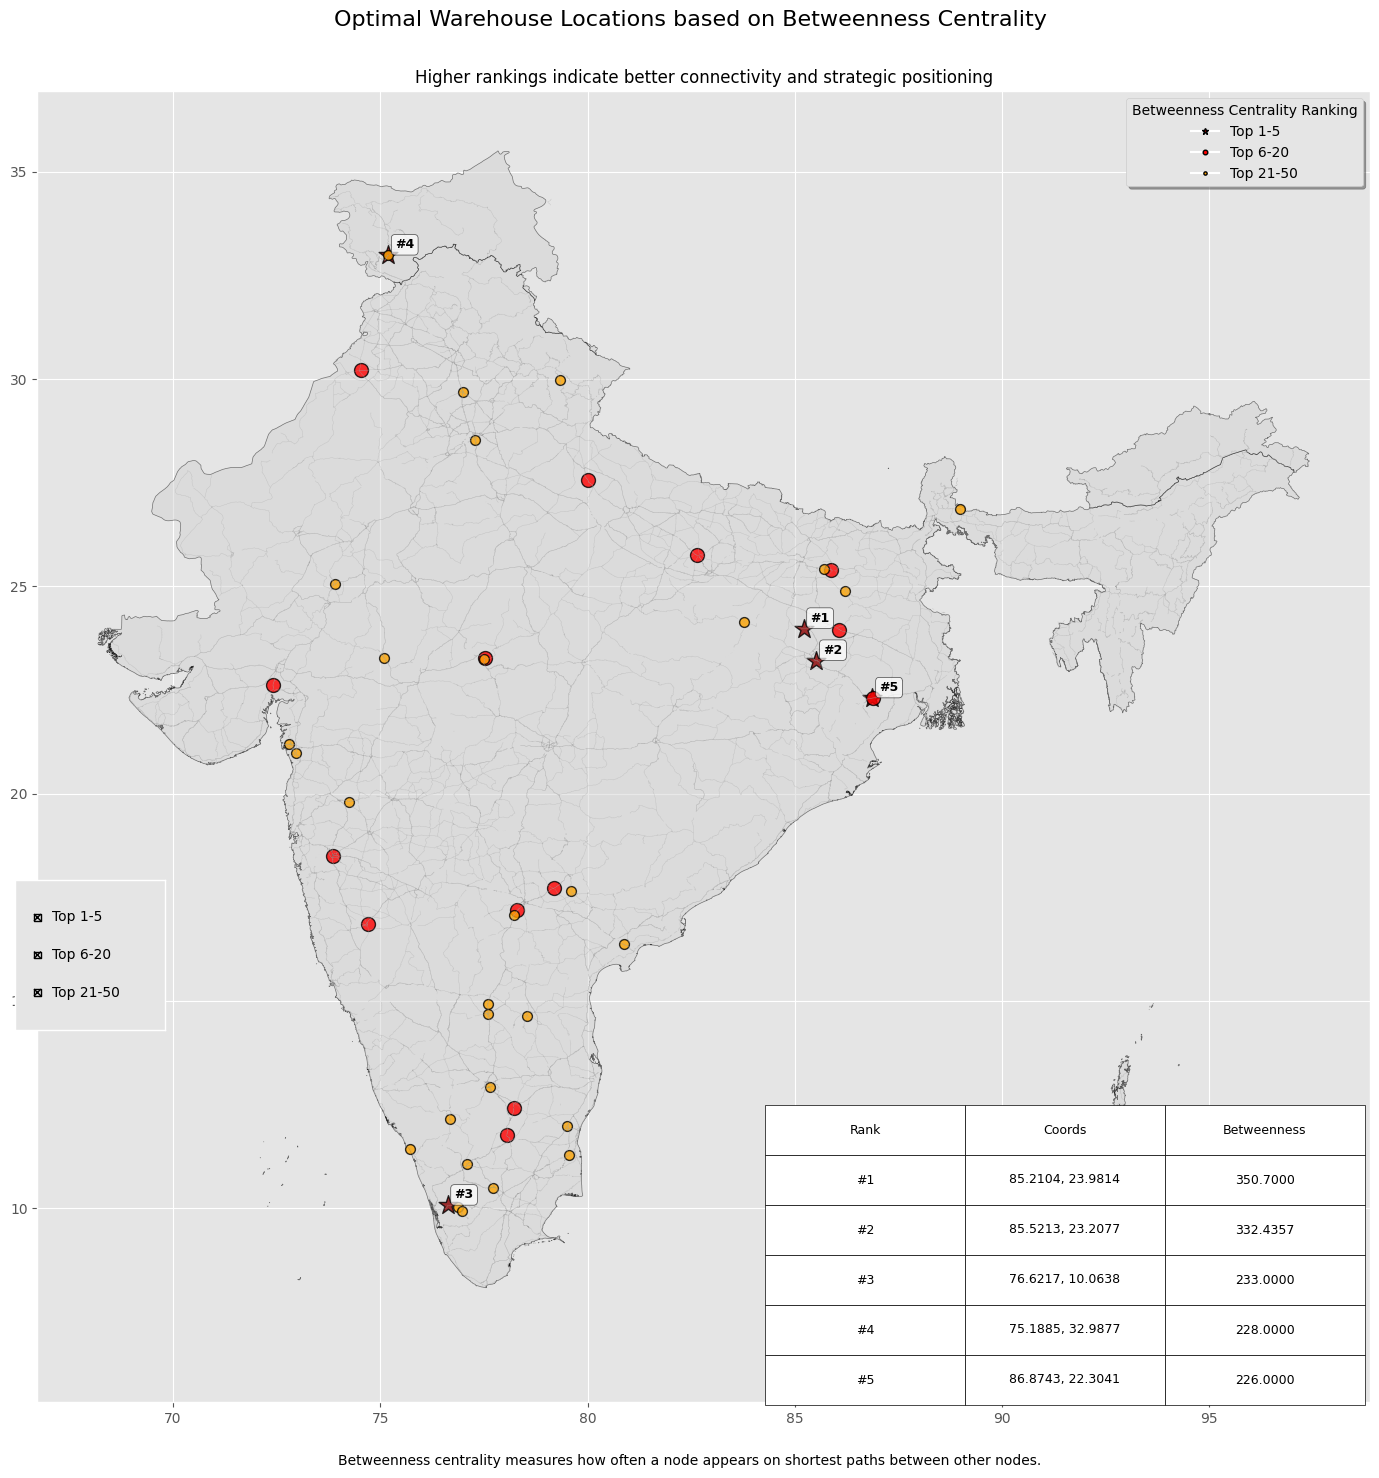 Optimal Warehouse Locations based on Betweenness Centrality
Higher rankings indicate better connectivity and strategic positioning
Betweenness Centrality Ranking
Top 1-5
Top 6-20
Top 21-50
35
30
25
20
10
#4
#1
#2
#5
#3
Top 1-5
Top 6-20
Top 21-50
Rank Coords Betweenness
#1 85.2104, 23.9814 350.7000
#2 85.5213, 23.2077 332.4357
#3 76.6217, 10.0638 233.0000
#4 75.1885, 32.9877 228.0000
#5 86.8743, 22.3041 226.0000
70 75 80 85 90 95
Betweenness centrality measures how often a node appears on shortest paths between other nodes.